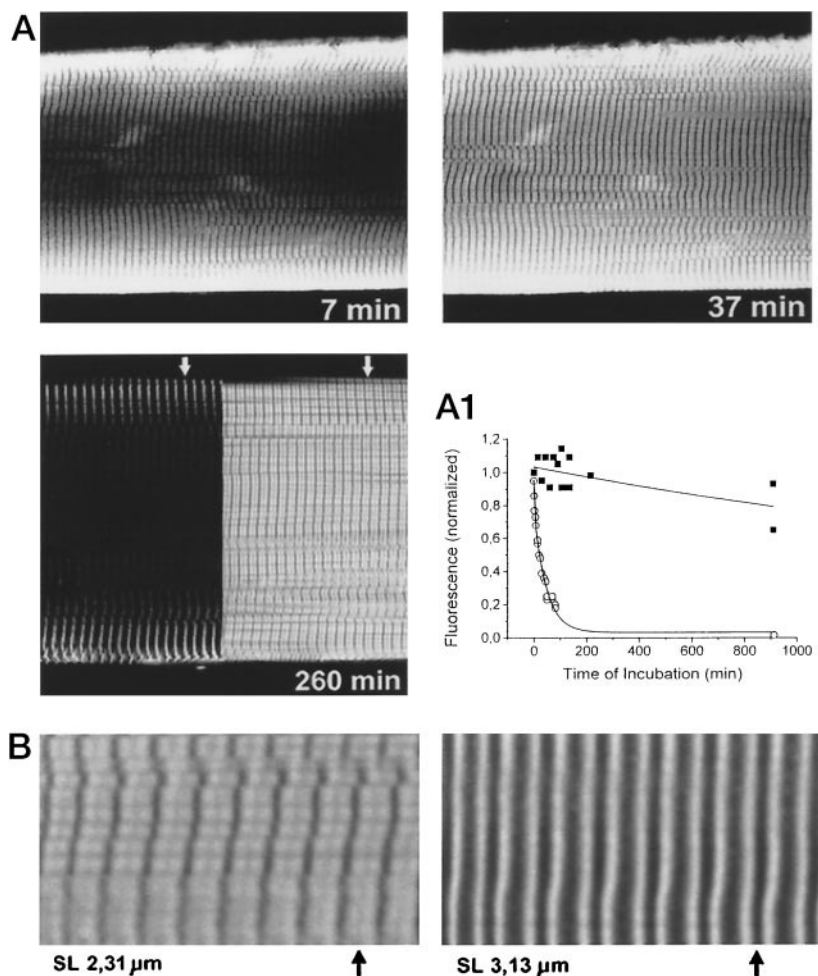 A
7 min
37 min
260 min
A1
Fluorescence (normalized)
1,2
1,0
0,8
0,6
0,4
0,2
0,0
0 200 400 600 800 1000
Time of Incubation (min)
B
SL 2,31 µm
SL 3,13 µm